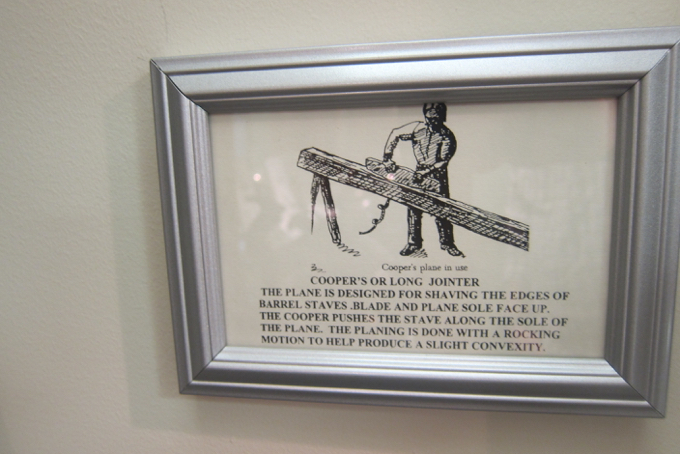 Cooper's plane in use
COOPER'S OR LONG JOINTER
THE PLANE IS DESIGNED FOR SHAVING THE EDGES OF
BARREL STAVES .BLADE AND PLANE SOLE FACE UP.
THE COOPER PUSHES THE STAVE ALONG THE SOLE OF
THE PLANE. THE PLANING IS DONE WITH A ROCKING
MOTION TO HELP PRODUCE A SLIGHT CONVEXITY.